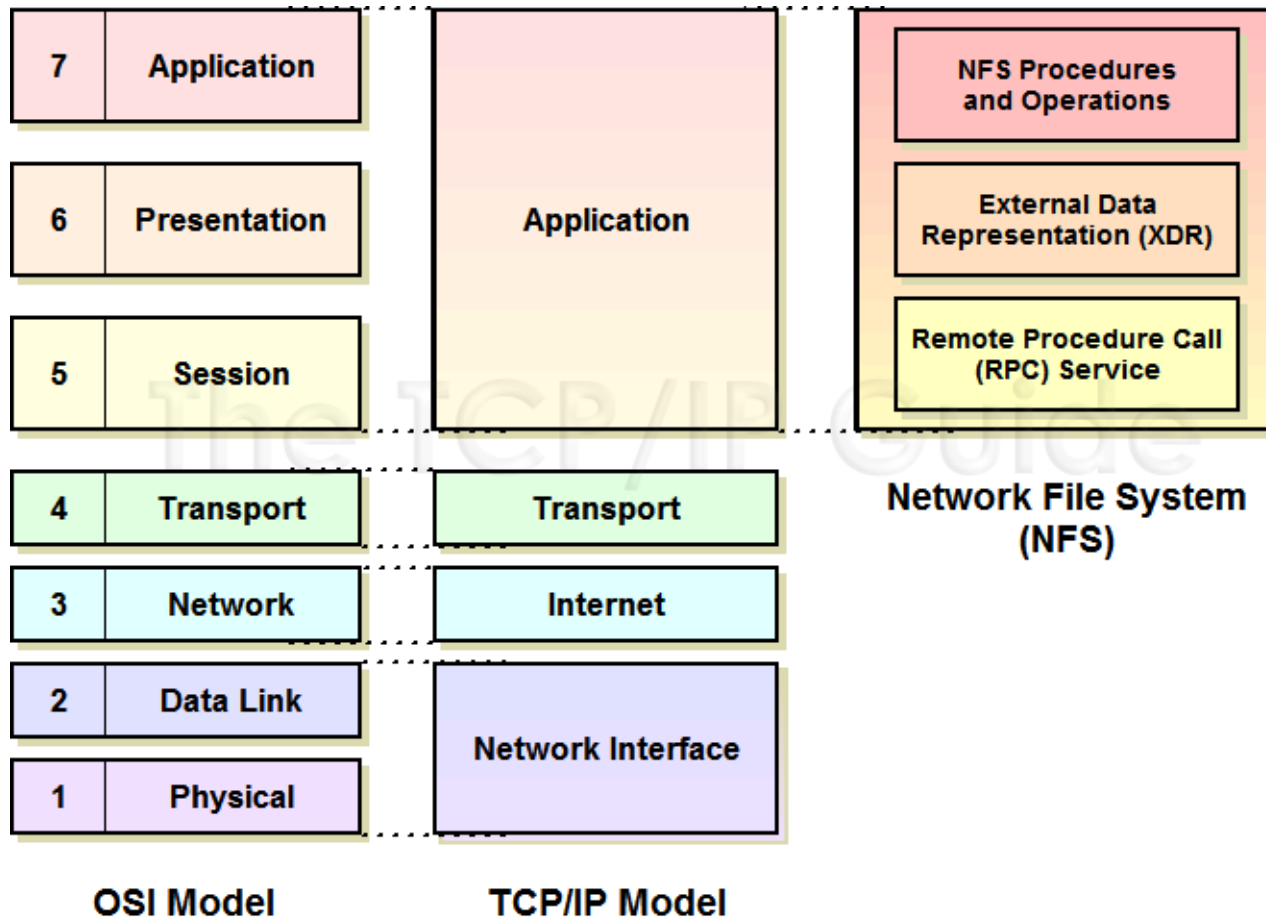 7 Application
6 Presentation
5 Session
4 Transport
3 Network
2 Data Link
1 Physical
OSI Model
Application
Transport
Internet
Network Interface
TCP/IP Model
NFS Procedures
and Operations
External Data
Representation (XDR)
Remote Procedure Call
(RPC) Service
Network File System
(NFS)
The TCP/IP Guide